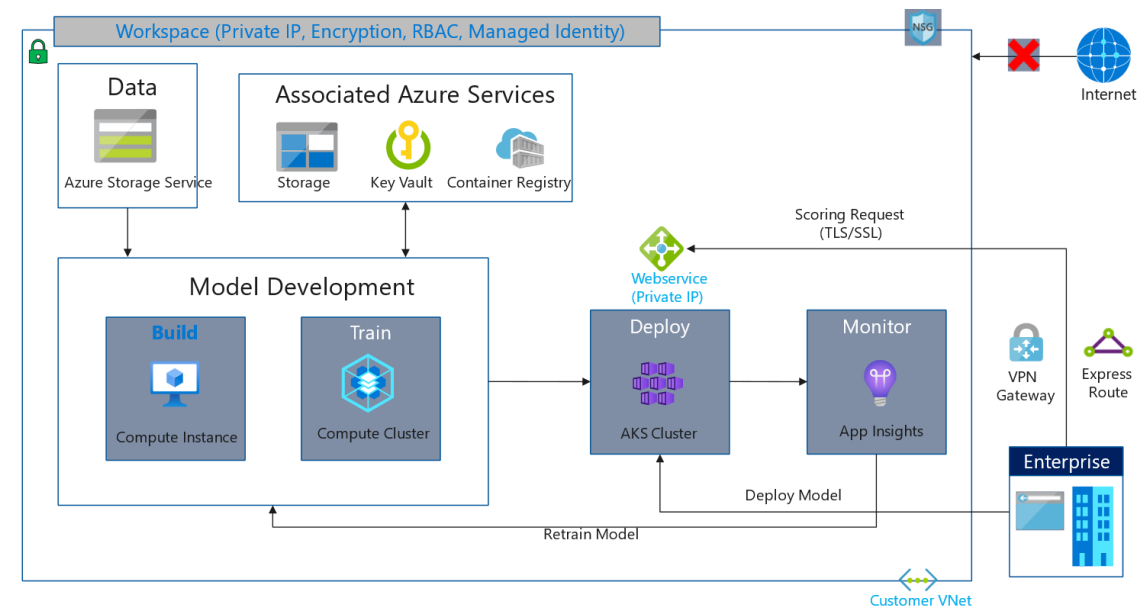 Workspace (Private IP, Encryption, RBAC, Managed Identity)
NSG
Internet
Data
Azure Storage Service
Associated Azure Services
Storage
Key Vault
Container Registry
Scoring Request
(TLS/SSL)
Webservice
(Private IP)
Model Development
Build
Compute Instance
Train
Compute Cluster
Deploy
AKS Cluster
Monitor
App Insights
VPN
Gateway
Express
Route
Enterprise
Deploy Model
Retrain Model
Customer VNet